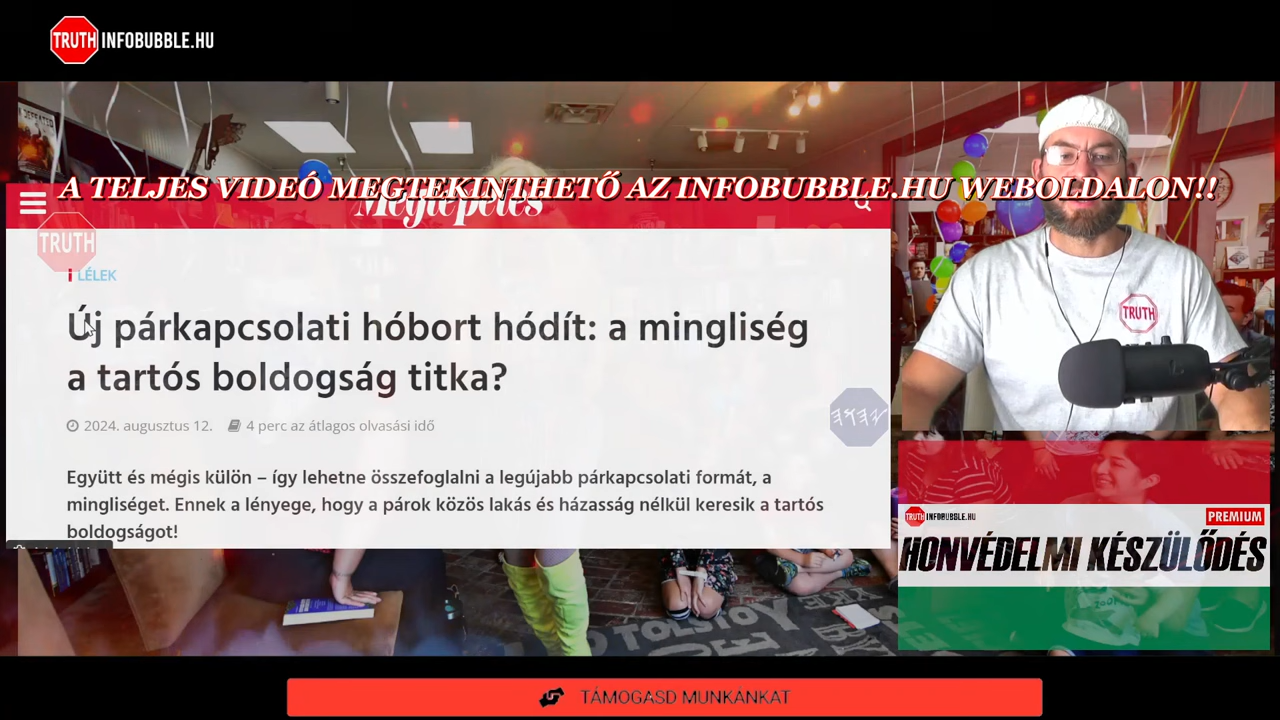 TRUTH INFOBUBBLE.HU
A TELJES VIDEÓ MEGTEKINTHETŐ AZ INFOBUBBLE.HU WEBOLDALON!!
Meglepetés
TRUTH
LÉLEK
Új párkapcsolati hóbort hódít: a mingliség
a tartós boldogság titka?
2024. augusztus 12. 4 perc az átlagos olvasási idő
Együtt és mégis külön – így lehetne összefoglalni a legújabb párkapcsolati formát, a
mingliséget. Ennek a lényege, hogy a párok közös lakás és házasság nélkül keresik a tartós
boldogságot!
TRUTH
TRUTH INFOBUBBLE.HU
PREMIUM
HONVÉDELMI KÉSZÜLŐDÉS
TOLSTOY
TÁMOGASD MUNKANKAT